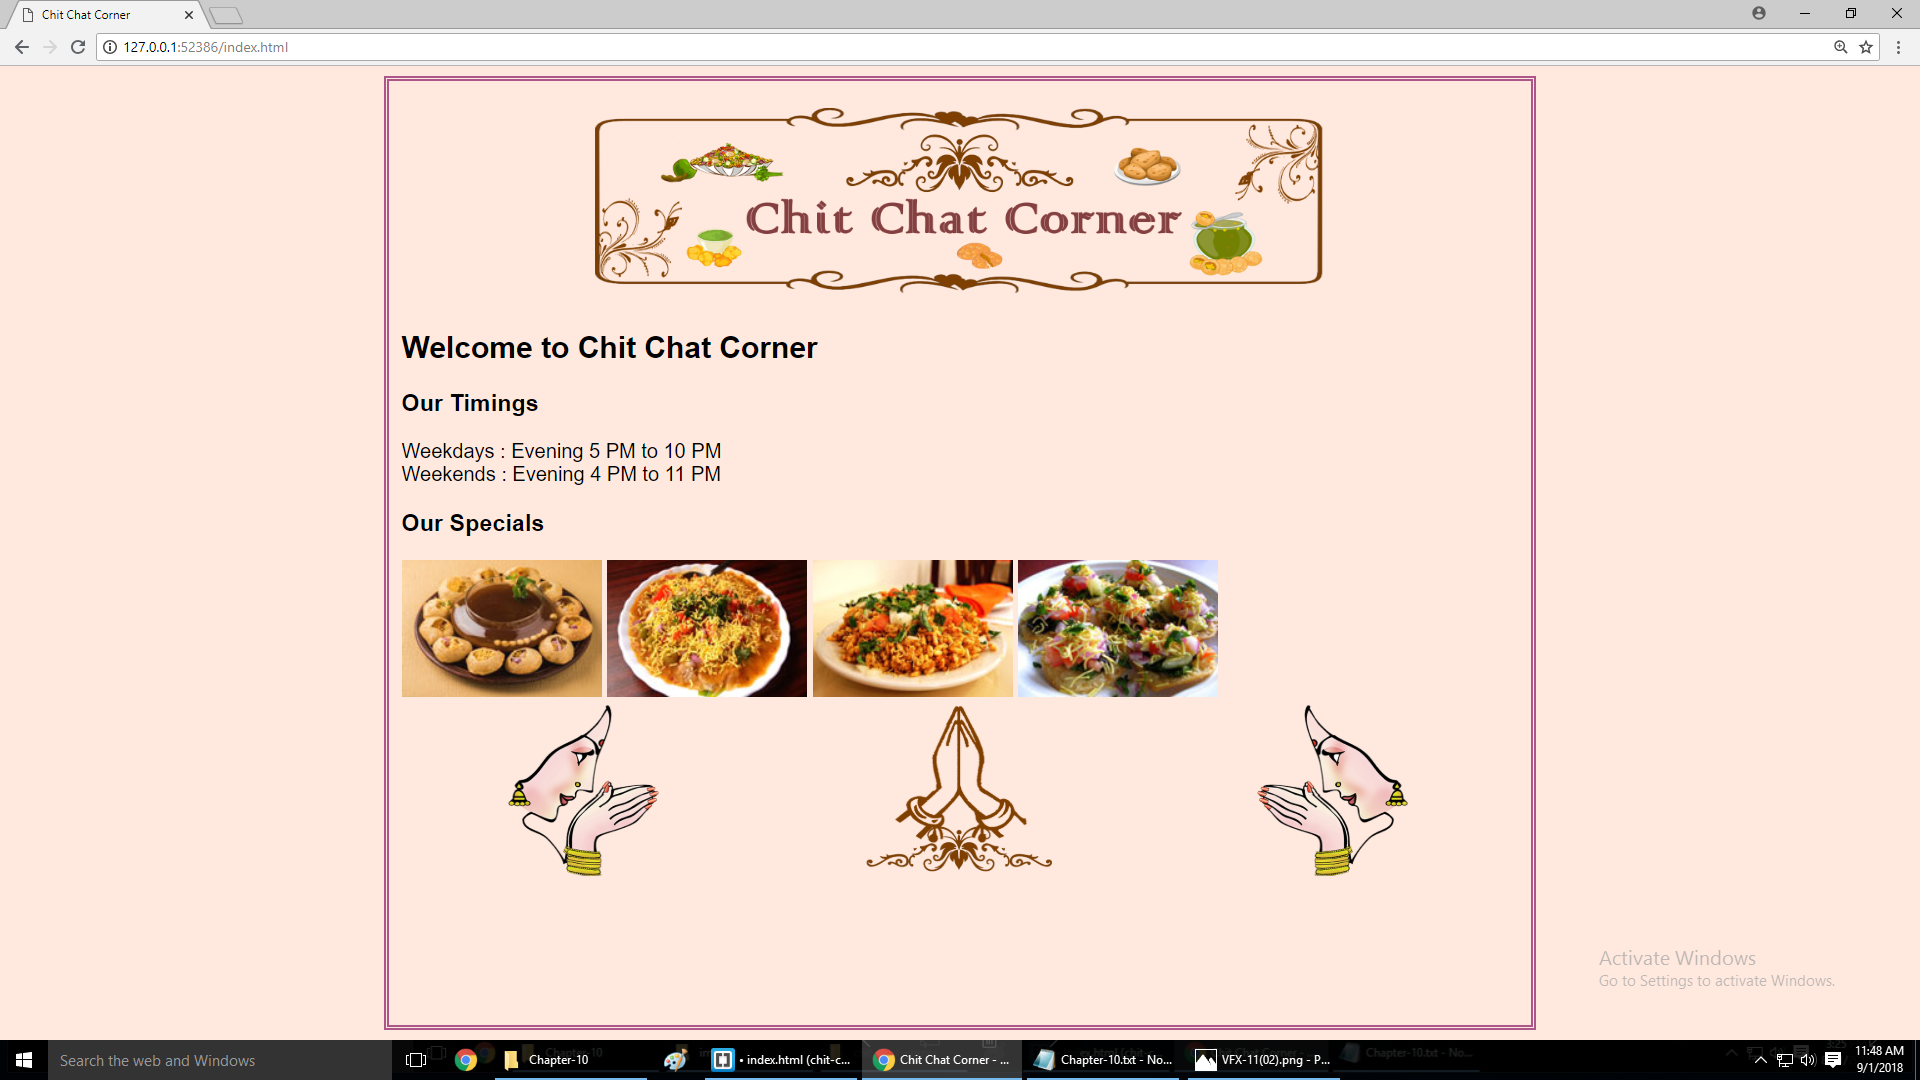 Chit Chat Corner
127.0.0.1:52386/index.html
Chit Chat Corner
Welcome to Chit Chat Corner
Our Timings
Weekdays : Evening 5 PM to 10 PM
Weekends : Evening 4 PM to 11 PM
Our Specials
Activate Windows
Go to Settings to activate Windows.
Search the web and Windows
Chapter-10
• index.html (chit-c...
Chit Chat Corner - ...
Chapter-10.txt - No...
VFX-11(02).png - P...
11:48 AM
9/1/2018